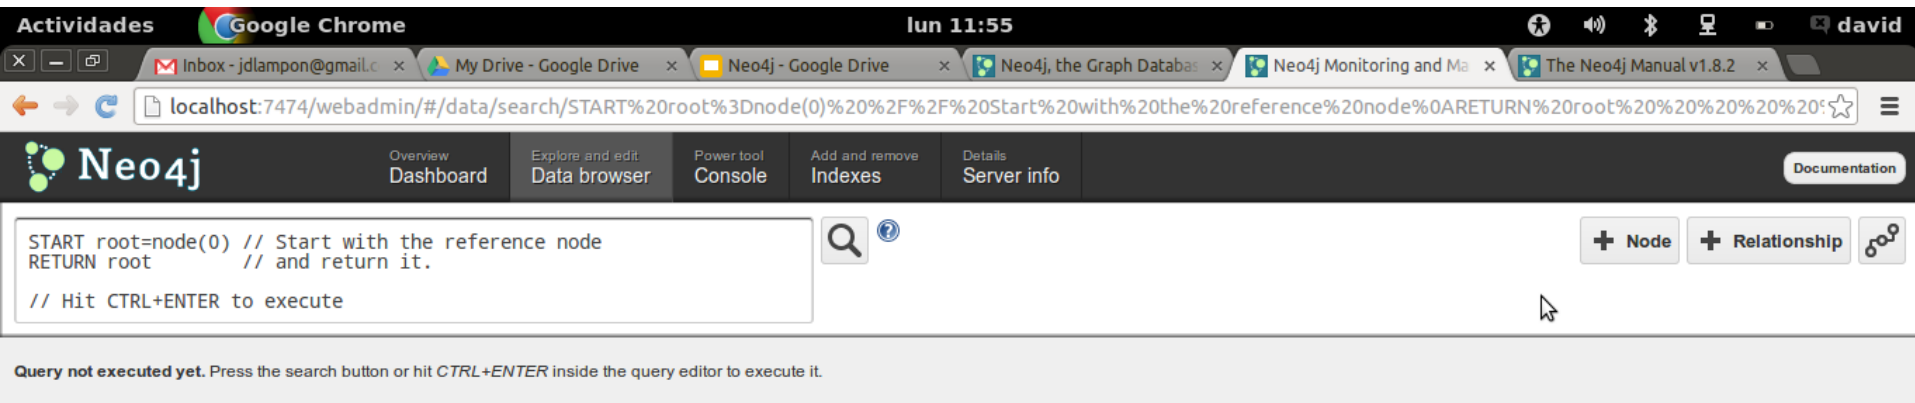 Actividades Google Chrome lun 11:55 david
Inbox - jdlampon@gmail.c My Drive - Google Drive Neo4j - Google Drive Neo4j, the Graph Databas Neo4j Monitoring and Ma The Neo4j Manual v1.8.2
localhost:7474/webadmin/#/data/search/START%20root%3Dnode(0)%20%2F%2F%20Start%20with%20the%20reference%20node%0ARETURN%20root%20%20%20%20%20%
Neo4j
Overview Explore and edit Power tool Add and remove Details
Dashboard Data browser Console Indexes Server info
Documentation
START root=node(0) // Start with the reference node
RETURN root // and return it.
// Hit CTRL+ENTER to execute
Node Relationship
Query not executed yet. Press the search button or hit CTRL+ENTER inside the query editor to execute it.